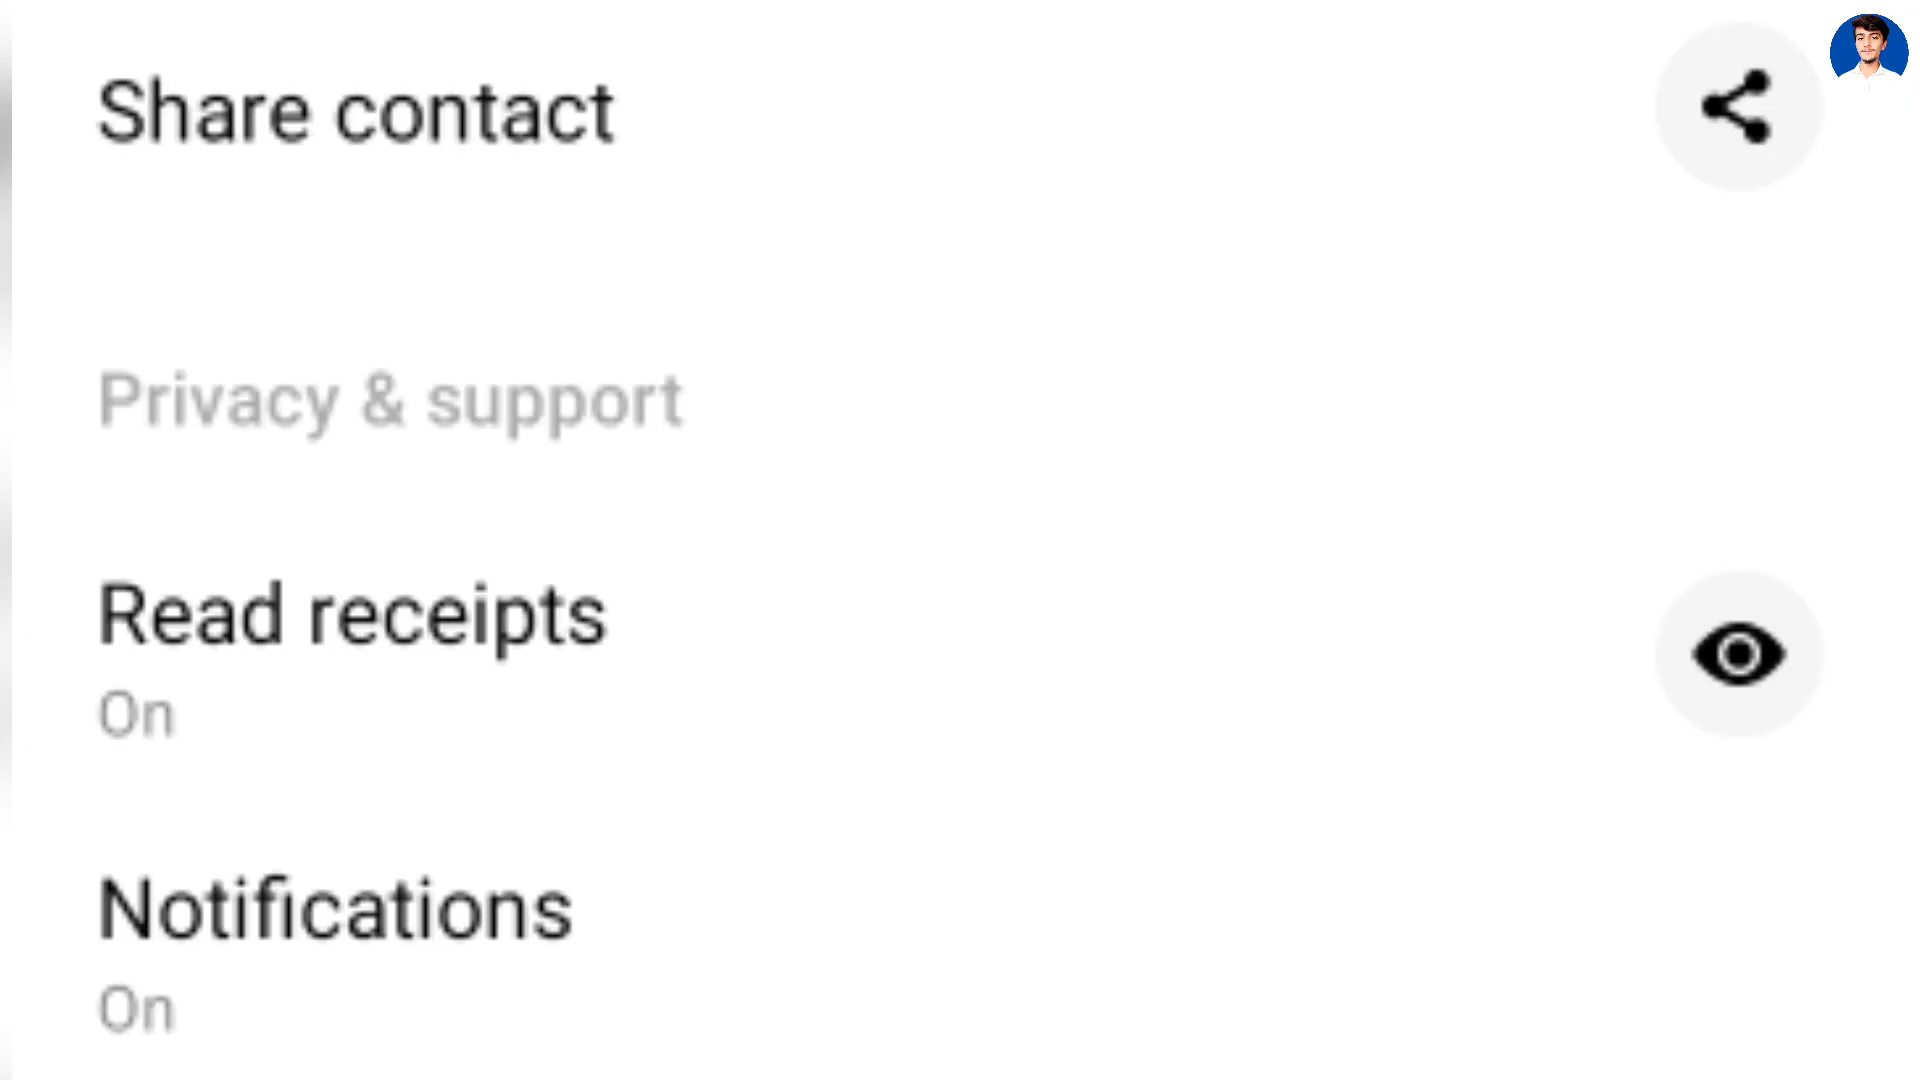 Share contact
Privacy & support
Read receipts
On
Notifications
On